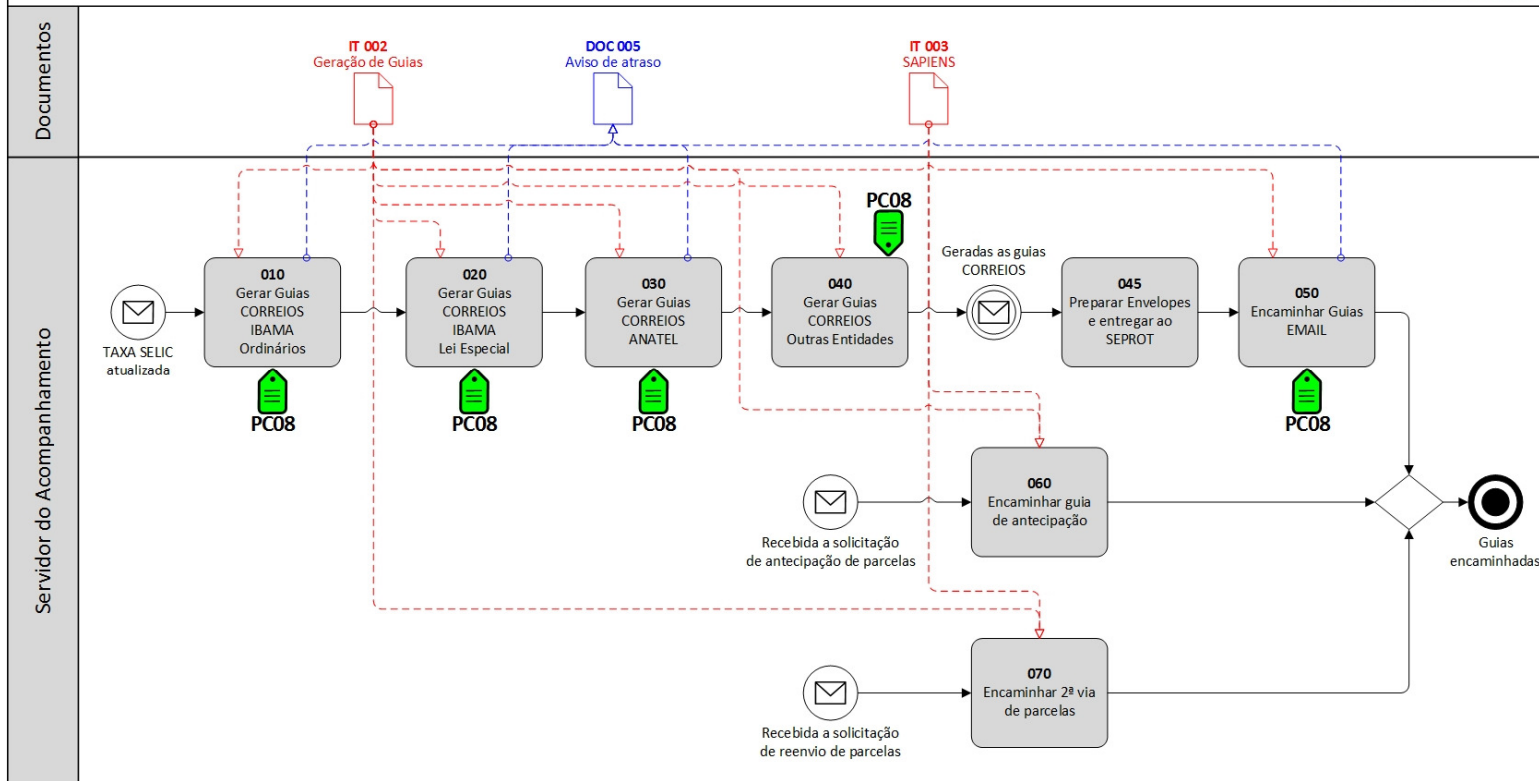 Documentos
IT 002
Geração de Guias
DOC 005
Aviso de atraso
IT 003
SAPIENS
Servidor do Acompanhamento
TAXA SELIC
atualizada
010
Gerar Guias
CORREIOS
IBAMA
Ordinários
PC08
020
Gerar Guias
CORREIOS
IBAMA
Lei Especial
PC08
030
Gerar Guias
CORREIOS
ANATEL
PC08
PC08
040
Gerar Guias
CORREIOS
Outras Entidades
Geradas as guias
CORREIOS
045
Preparar Envelopes
e entregar ao
SEPROT
050
Encaminhar Guias
EMAIL
PC08
Recebida a solicitação
de antecipação de parcelas
060
Encaminhar guia
de antecipação
Guias
encaminhadas
Recebida a solicitação
de reenvio de parcelas
070
Encaminhar 2ª via
de parcelas